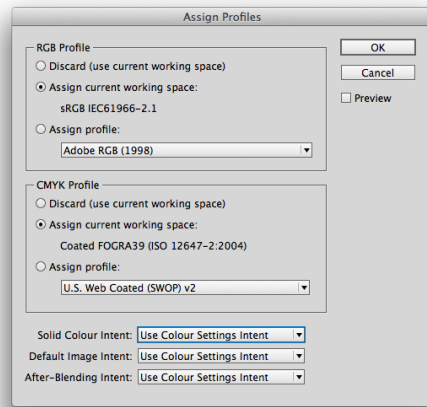 Assign Profiles
RGB Profile
Discard (use current working space)
Assign current working space:
sRGB IEC61966-2.1
Assign profile:
Adobe RGB (1998)
CMYK Profile
Discard (use current working space)
Assign current working space:
Coated FOGRA39 (ISO 12647-2:2004)
Assign profile:
U.S. Web Coated (SWOP) v2
Solid Colour Intent: Use Colour Settings Intent
Default Image Intent: Use Colour Settings Intent
After-Blending Intent: Use Colour Settings Intent
OK
Cancel
Preview